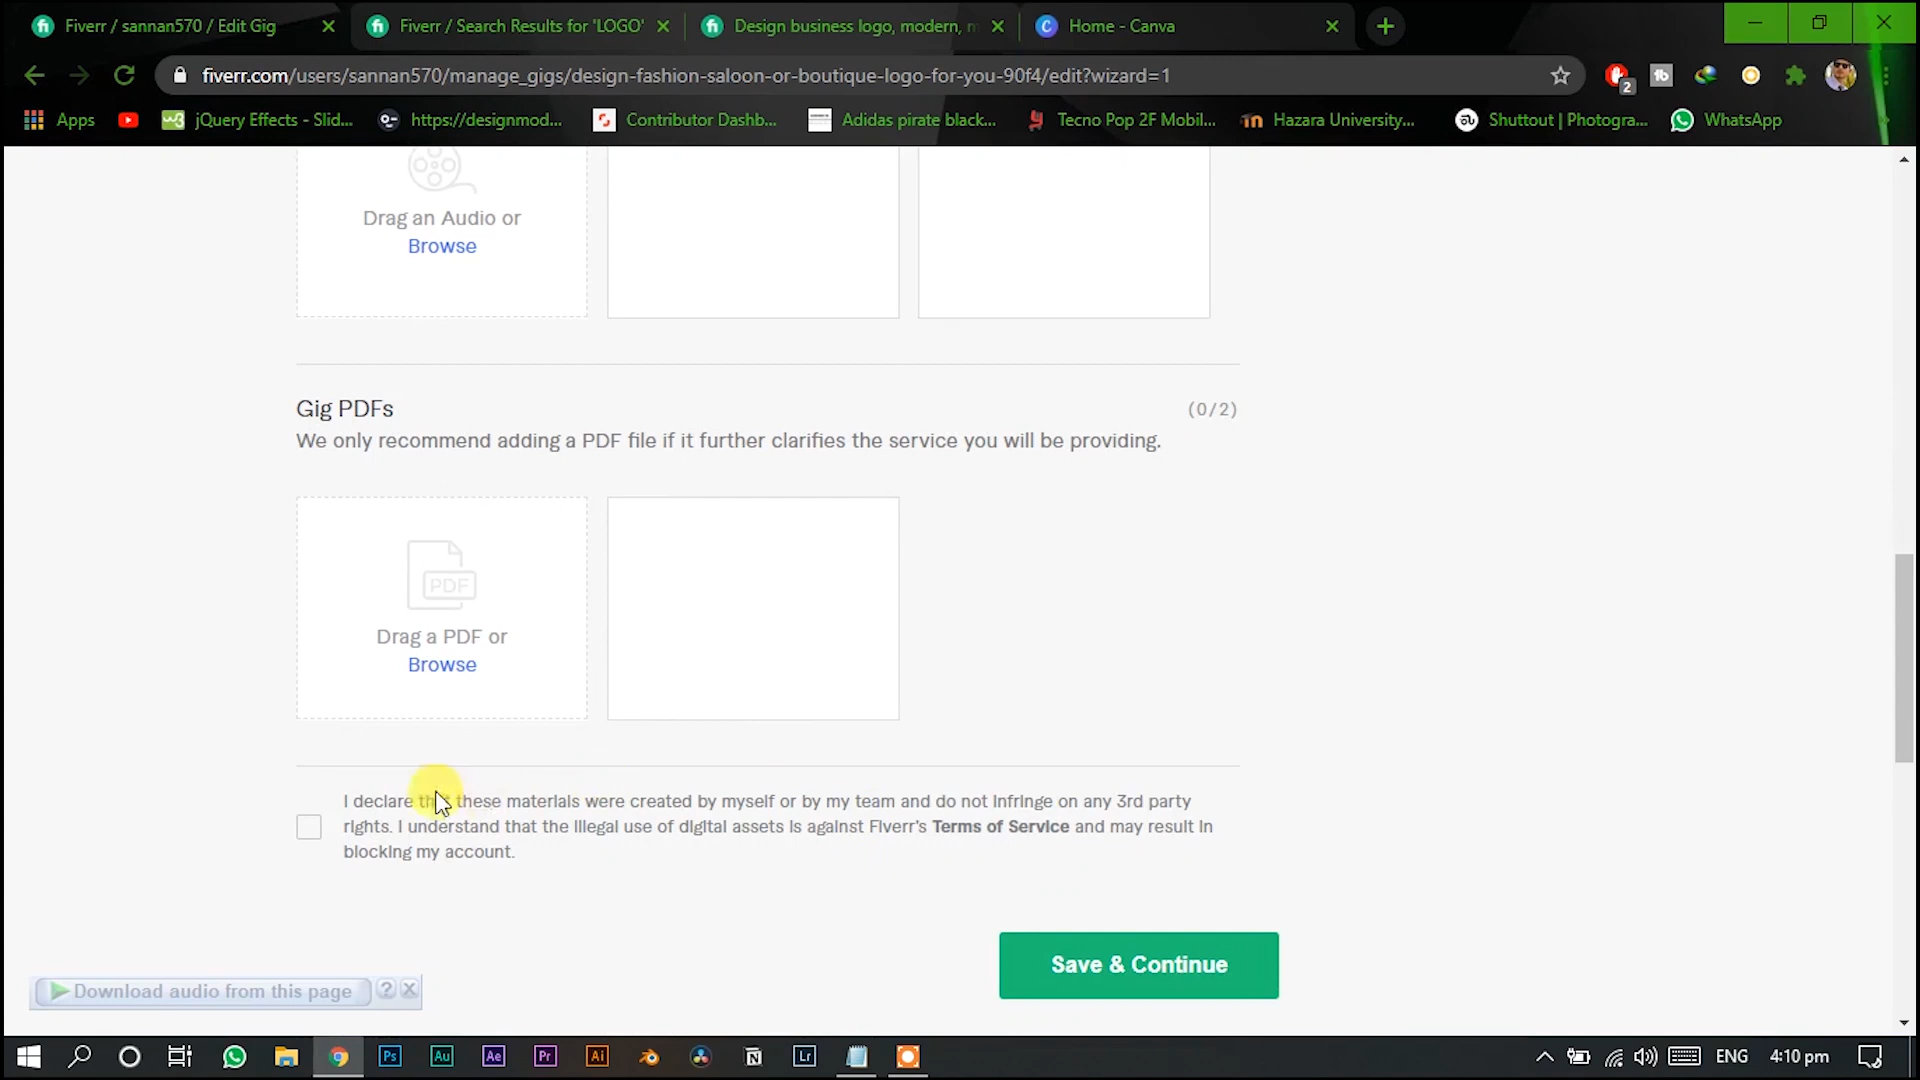 Fiverr / sannan570 / Edit Gig
Fiverr / Search Results for 'LOGO'
Design business logo, modern,
Home - Canva
fiverr.com/users/sannan570/manage_gigs/design-fashion-saloon-or-boutique-logo-for-you-90f4/edit?wizard=1
2
Apps
jQuery Effects - Slid...
https://designmod...
Contributor Dashb...
Adidas pirate black...
Tecno Pop 2F Mobil...
Hazara University,...
Shuttout | Photogra...
WhatsApp
Drag an Audio or
Browse
Gig PDFs
(0/2)
We only recommend adding a PDF file if it further clarifies the service you will be providing.
PDF
Drag a PDF or
Browse
I declare that these materials were created by myself or by my team and do not infringe on any 3rd party
rights. I understand that the illegal use of digital assets is against Fiverr's Terms of Service and may result in
blocking my account.
Save & Continue
Download audio from this page
?
Ps
Au
Ae
Pr
Ai
Lr
ENG
4:10 pm